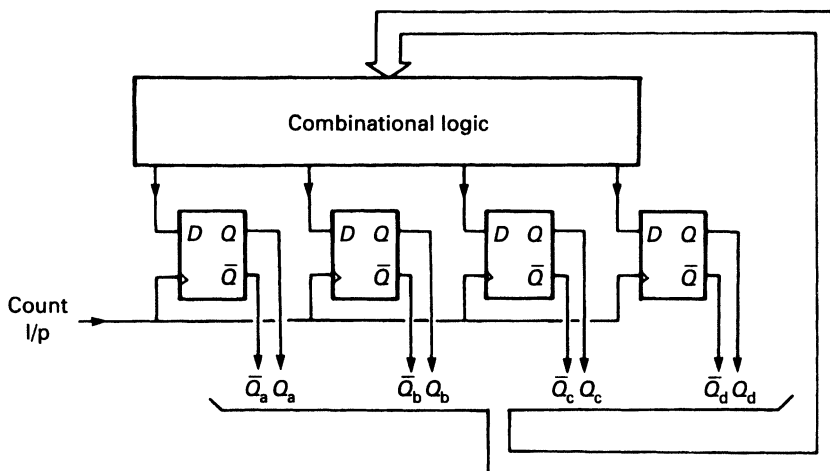 Combinational logic
D Q
Q̅
D Q
Q̅
D Q
Q̅
D Q
Q̅
Count
I/p
Q̅a Qa
Q̅b Qb
Q̅c Qc
Q̅d Qd